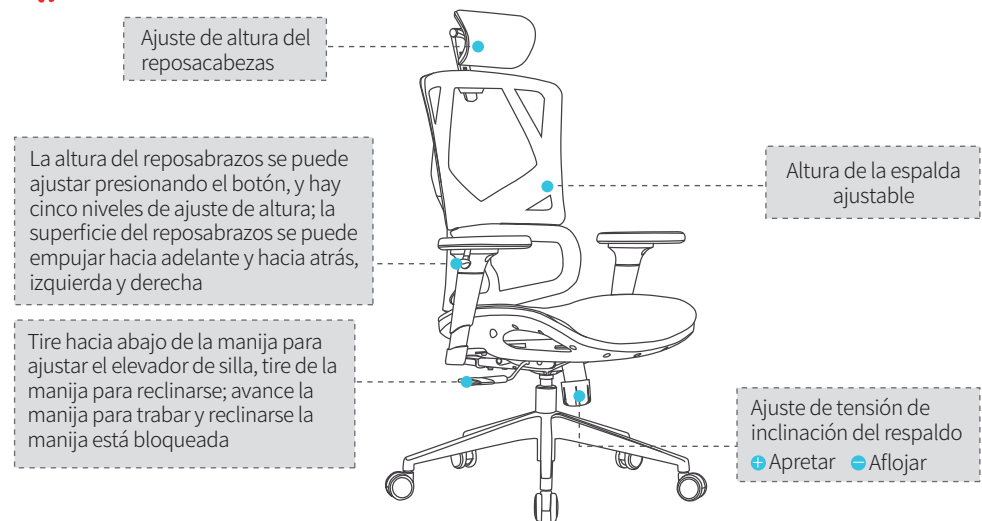 Ajuste de altura del
reposacabezas
La altura del reposabrazos se puede
ajustar presionando el botón, y hay
cinco niveles de ajuste de altura; la
superficie del reposabrazos se puede
empujar hacia adelante y hacia atrás,
izquierda y derecha
Altura de la espalda
ajustable
Tire hacia abajo de la manija para
ajustar el elevador de silla, tire de la
manija para reclinarse; avance la
manija para trabar y reclinarse la
manija está bloqueada
Ajuste de tensión de
inclinación del respaldo
+ Apretar − Aflojar